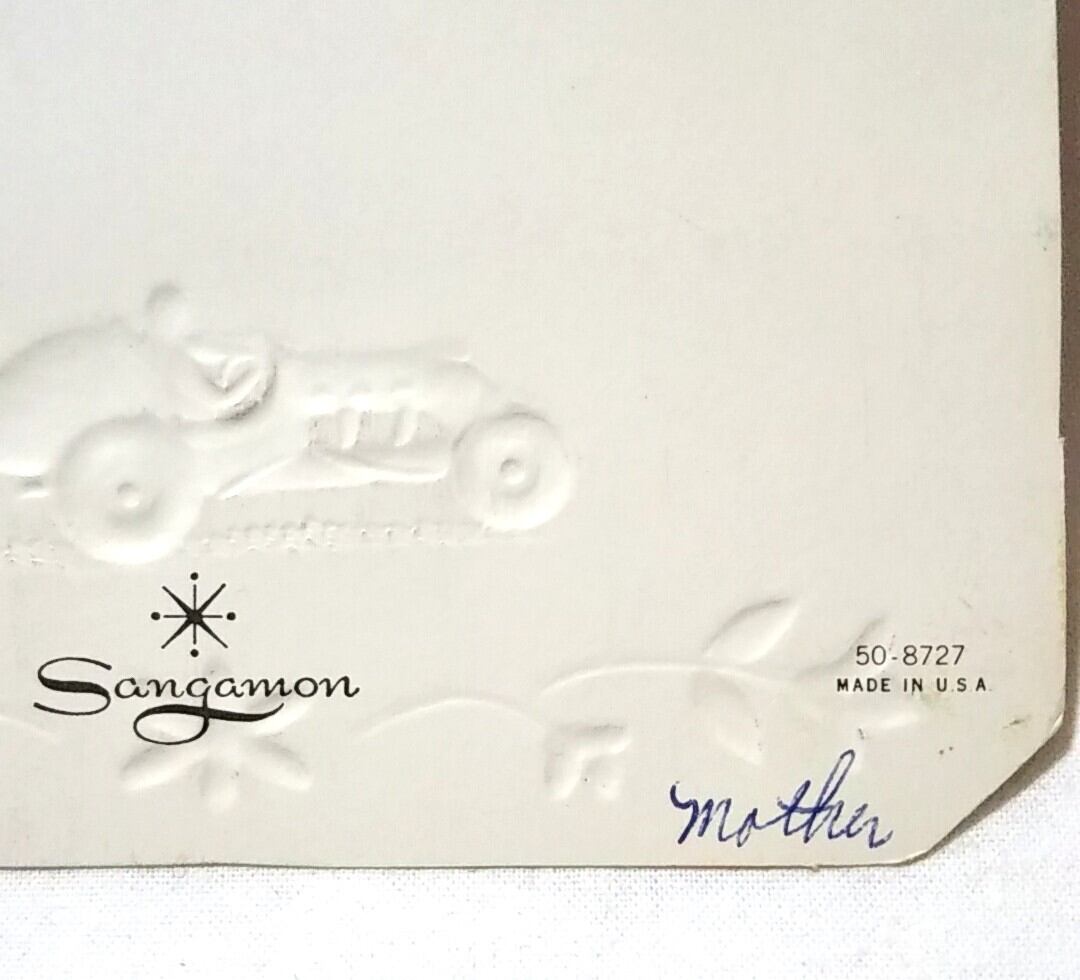 Sangamon
50-8727
MADE IN U.S.A.
mother